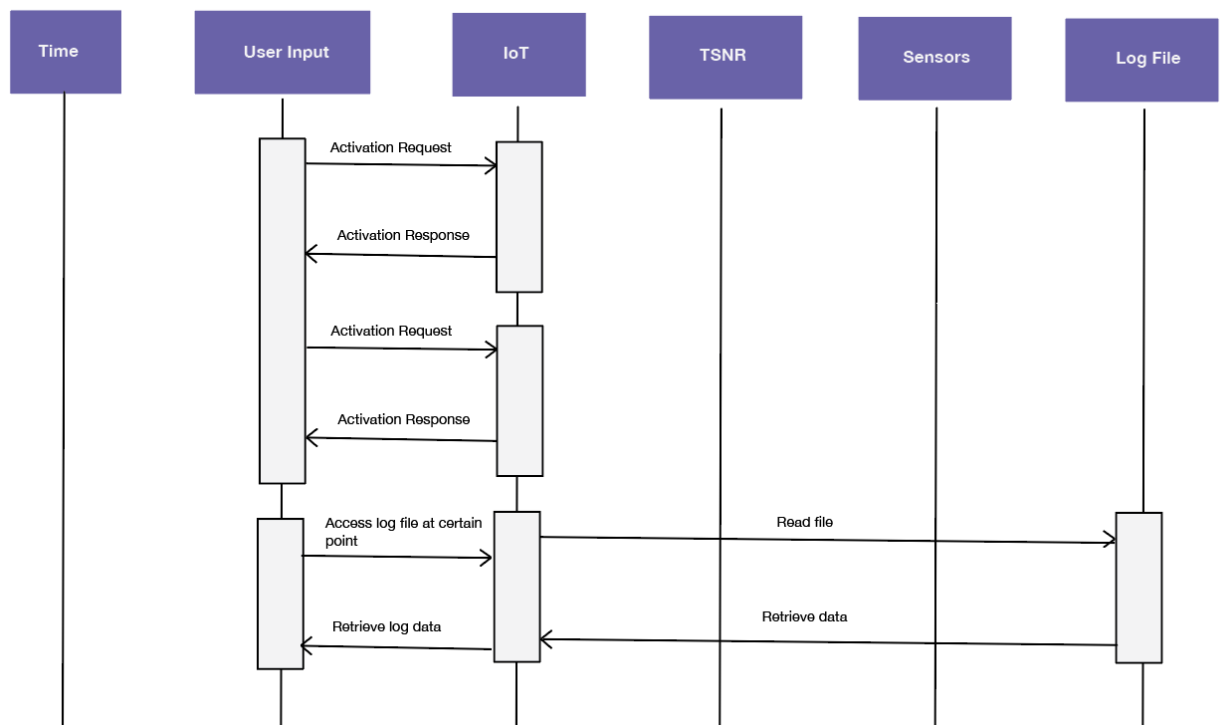 Time
User Input
IoT
TSNR
Sensors
Log File
Activation Request
Activation Response
Activation Request
Activation Response
Access log file at certain
point
Read file
Retrieve log data
Retrieve data